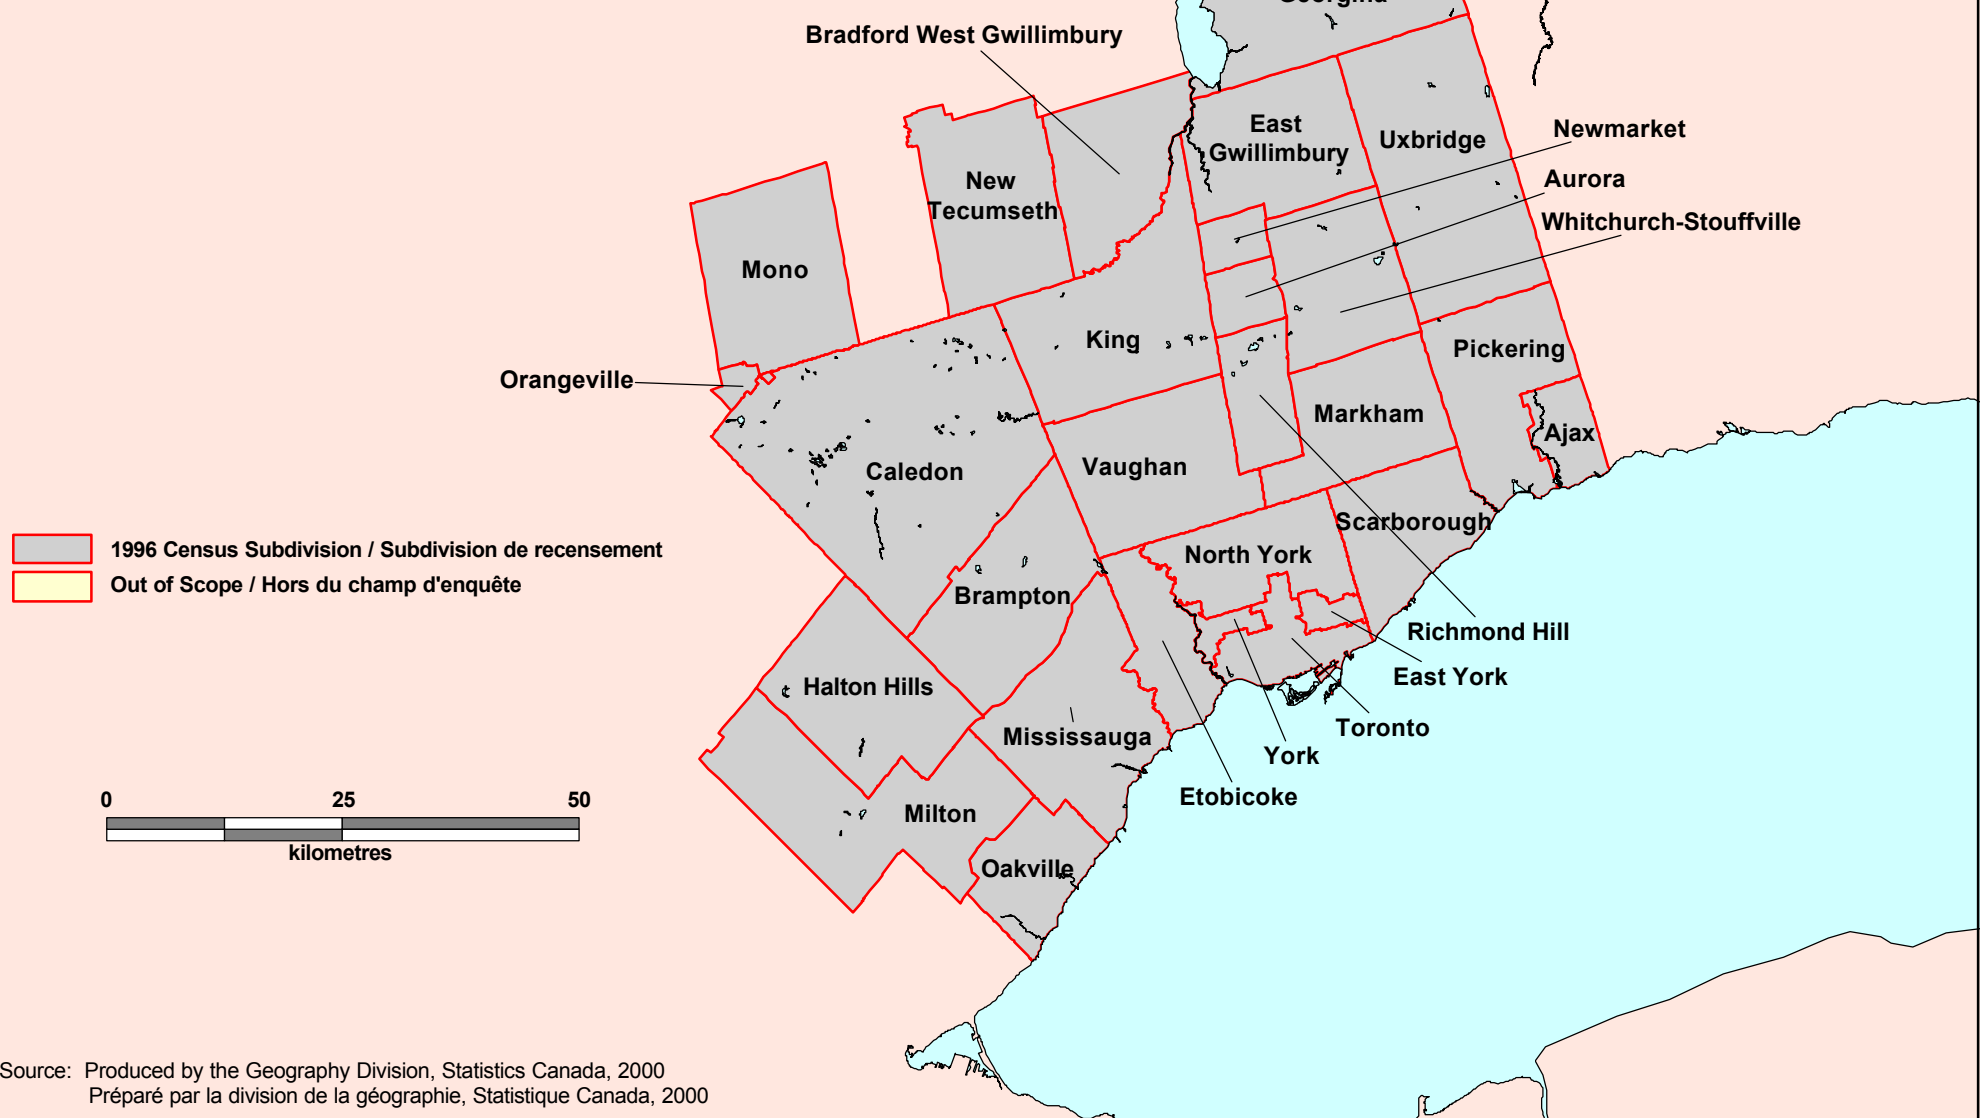 Georgina
Bradford West Gwillimbury
East
Gwillimbury
Uxbridge
Newmarket
New
Tecumseth
Aurora
Whitchurch-Stouffville
Mono
King
Pickering
Orangeville
Markham
Ajax
Caledon
Vaughan
Scarborough
1996 Census Subdivision / Subdivision de recensement
North York
Out of Scope / Hors du champ d'enquête
Brampton
Richmond Hill
East York
Halton Hills
Toronto
Mississauga
York
Etobicoke
0 25 50
Milton
kilometres
Oakville
Source: Produced by the Geography Division, Statistics Canada, 2000
Préparé par la division de la géographie, Statistique Canada, 2000